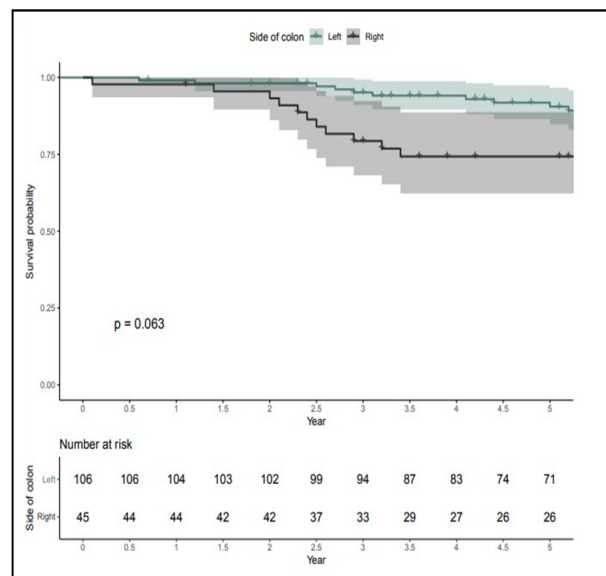 Side of colon Left Right
1.00
0.75
0.50
0.25
0.00
Survival probability
p = 0.063
0 0.5 1 1.5 2 2.5 3 3.5 4 4.5 5
Year
Number at risk
Side of colon
Left 106 106 104 103 102 99 94 87 83 74 71
Right 45 44 44 42 42 37 33 29 27 26 26
0 0.5 1 1.5 2 2.5 3 3.5 4 4.5 5
Year